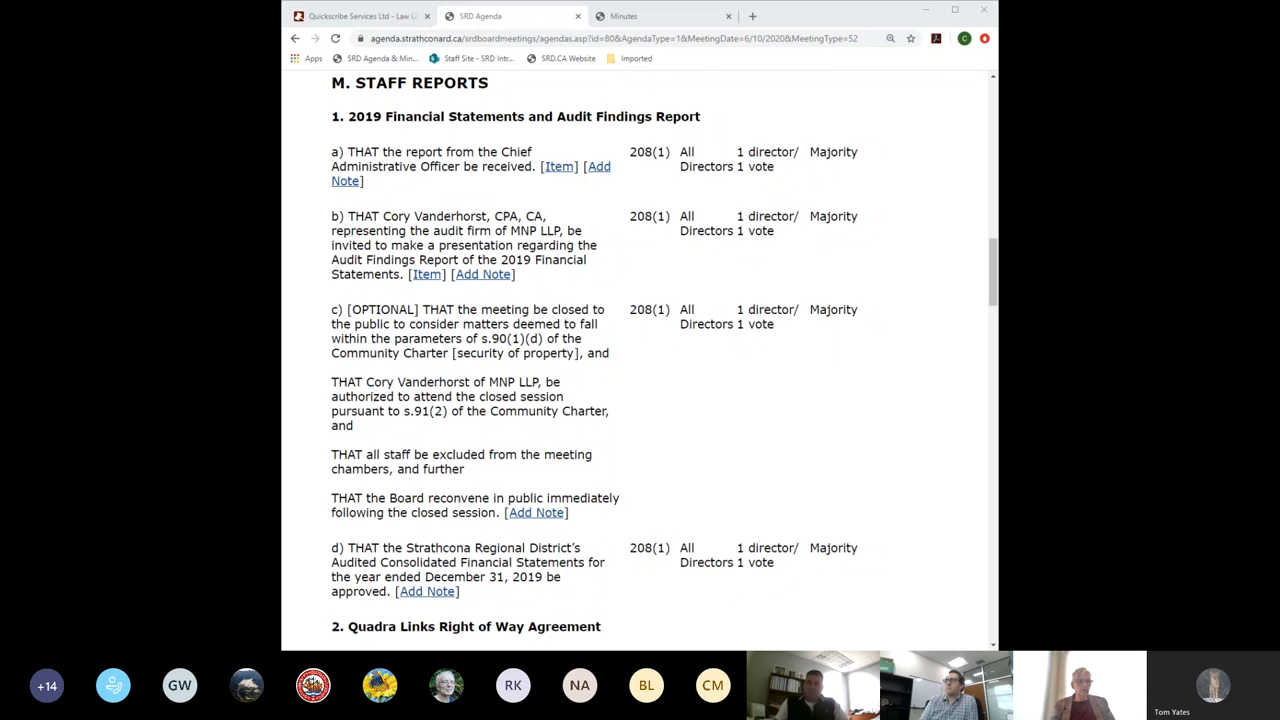 Quickscribe Services Ltd - Law Li
SRD Agenda
Minutes
agenda.strathconard.ca/srdboardmeetings/agendas.asp?id=80&AgendaType=1&MeetingDate=6/10/2020&MeetingType=52
C
Apps
SRD Agenda & Min...
Staff Site - SRD Intr...
SRD.CA Website
Imported
M. STAFF REPORTS
1. 2019 Financial Statements and Audit Findings Report
a) THAT the report from the Chief 208(1) All 1 director/ Majority
Administrative Officer be received. [Item] [Add Directors 1 vote
Note]
b) THAT Cory Vanderhorst, CPA, CA, 208(1) All 1 director/ Majority
representing the audit firm of MNP LLP, be Directors 1 vote
invited to make a presentation regarding the
Audit Findings Report of the 2019 Financial
Statements. [Item] [Add Note]
c) [OPTIONAL] THAT the meeting be closed to 208(1) All 1 director/ Majority
the public to consider matters deemed to fall Directors 1 vote
within the parameters of s.90(1)(d) of the
Community Charter [security of property], and
THAT Cory Vanderhorst of MNP LLP, be
authorized to attend the closed session
pursuant to s.91(2) of the Community Charter,
and
THAT all staff be excluded from the meeting
chambers, and further
THAT the Board reconvene in public immediately
following the closed session. [Add Note]
d) THAT the Strathcona Regional District's 208(1) All 1 director/ Majority
Audited Consolidated Financial Statements for Directors 1 vote
the year ended December 31, 2019 be
approved. [Add Note]
2. Quadra Links Right of Way Agreement
+14
GW
RK
NA
BL
CM
Tom Yates